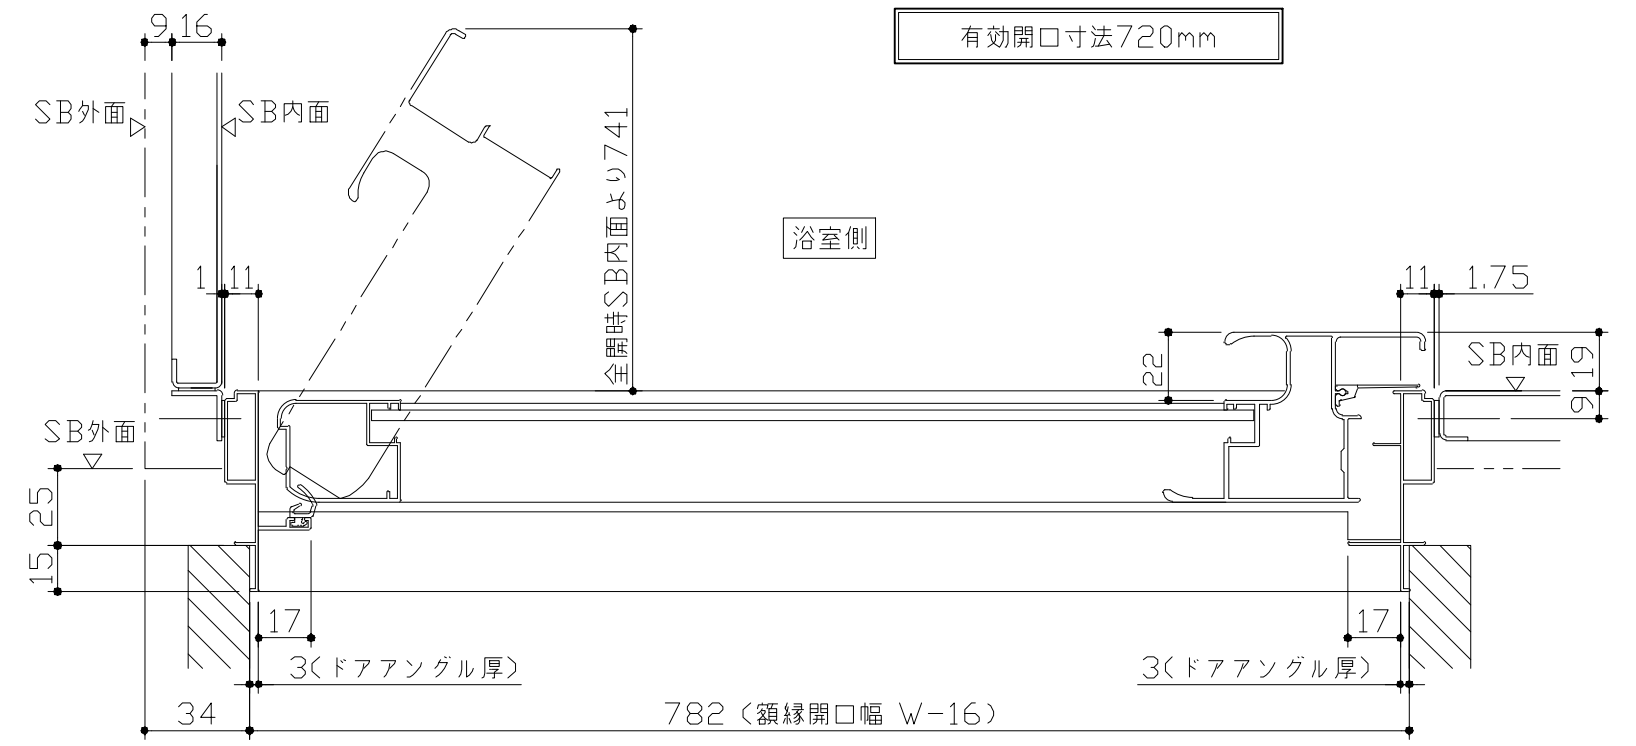 9 16
有効開口寸法720mm
SB外面
SB内面
全開時SB内面より741
浴室側
1 11
11 1.75
22
SB内面
19
9
SB外面
25
15
17
17
3(ドアアングル厚)
3(ドアアングル厚)
34
782 (額縁開口幅 W-16)